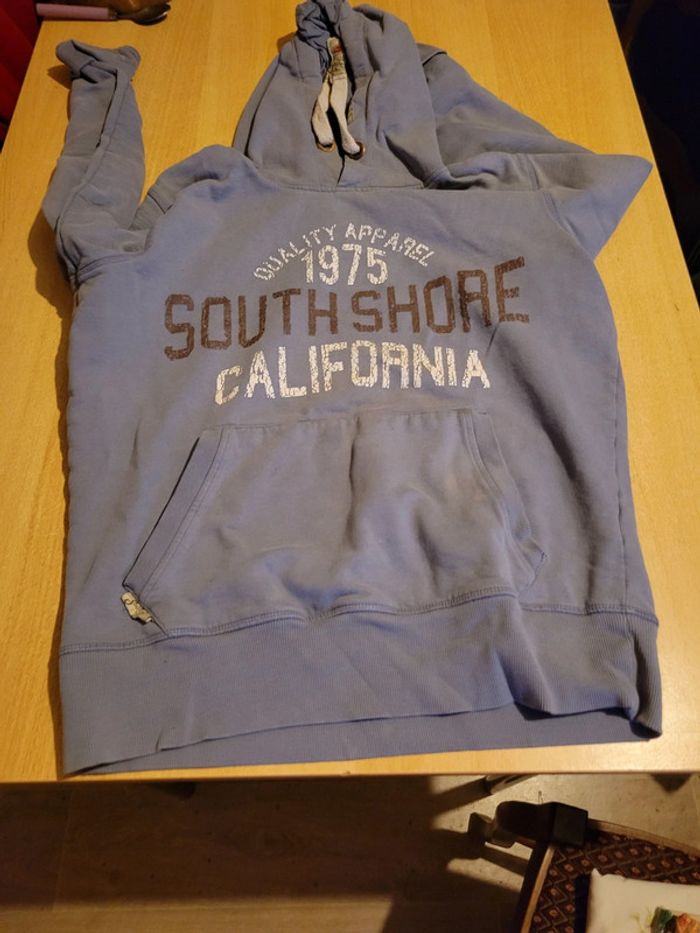 QUALITY APPAREL
1975
SOUTH SHORE
CALIFORNIA